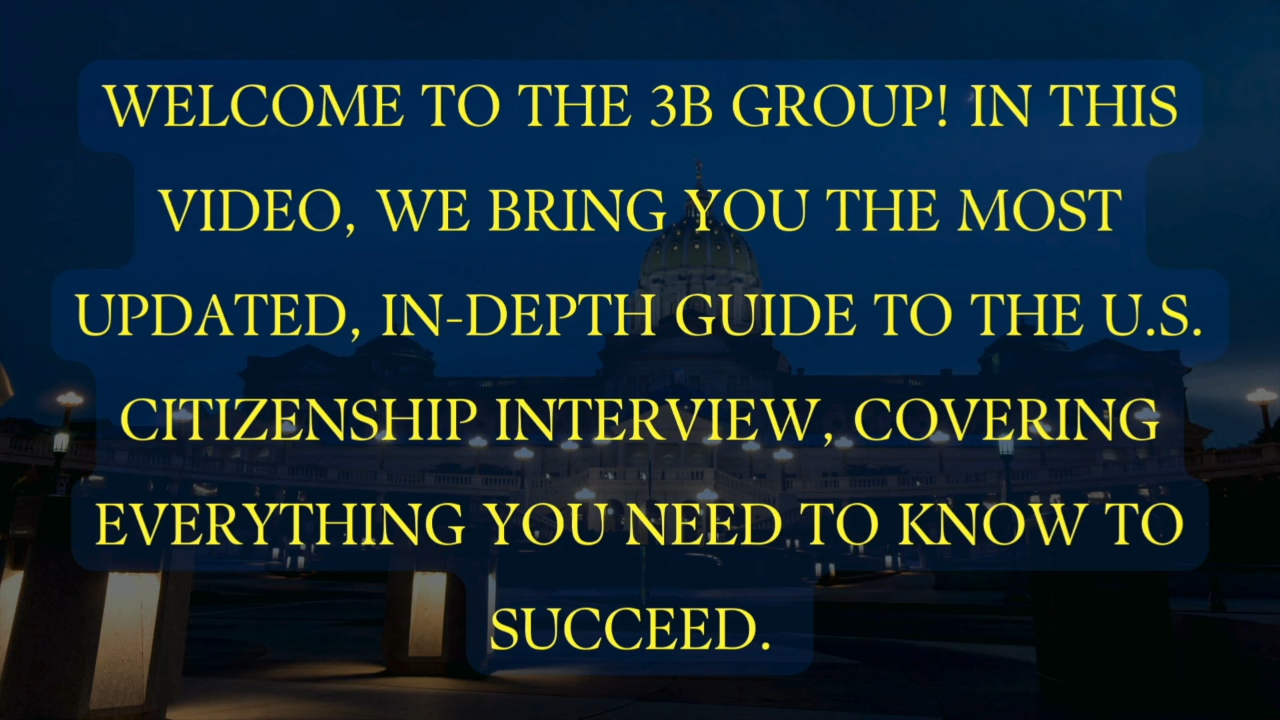 WELCOME TO THE 3B GROUP! IN THIS
VIDEO, WE BRING YOU THE MOST
UPDATED, IN-DEPTH GUIDE TO THE U.S.
CITIZENSHIP INTERVIEW, COVERING
EVERYTHING YOU NEED TO KNOW TO
SUCCEED.